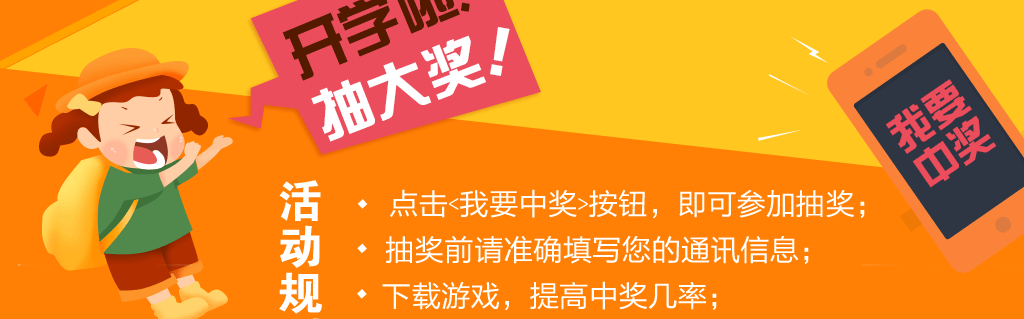 开学啦！
抽大奖！
我要
中奖
活动规
点击<我要中奖>按钮，即可参加抽奖；
抽奖前请准确填写您的通讯信息；
下载游戏，提高中奖几率；